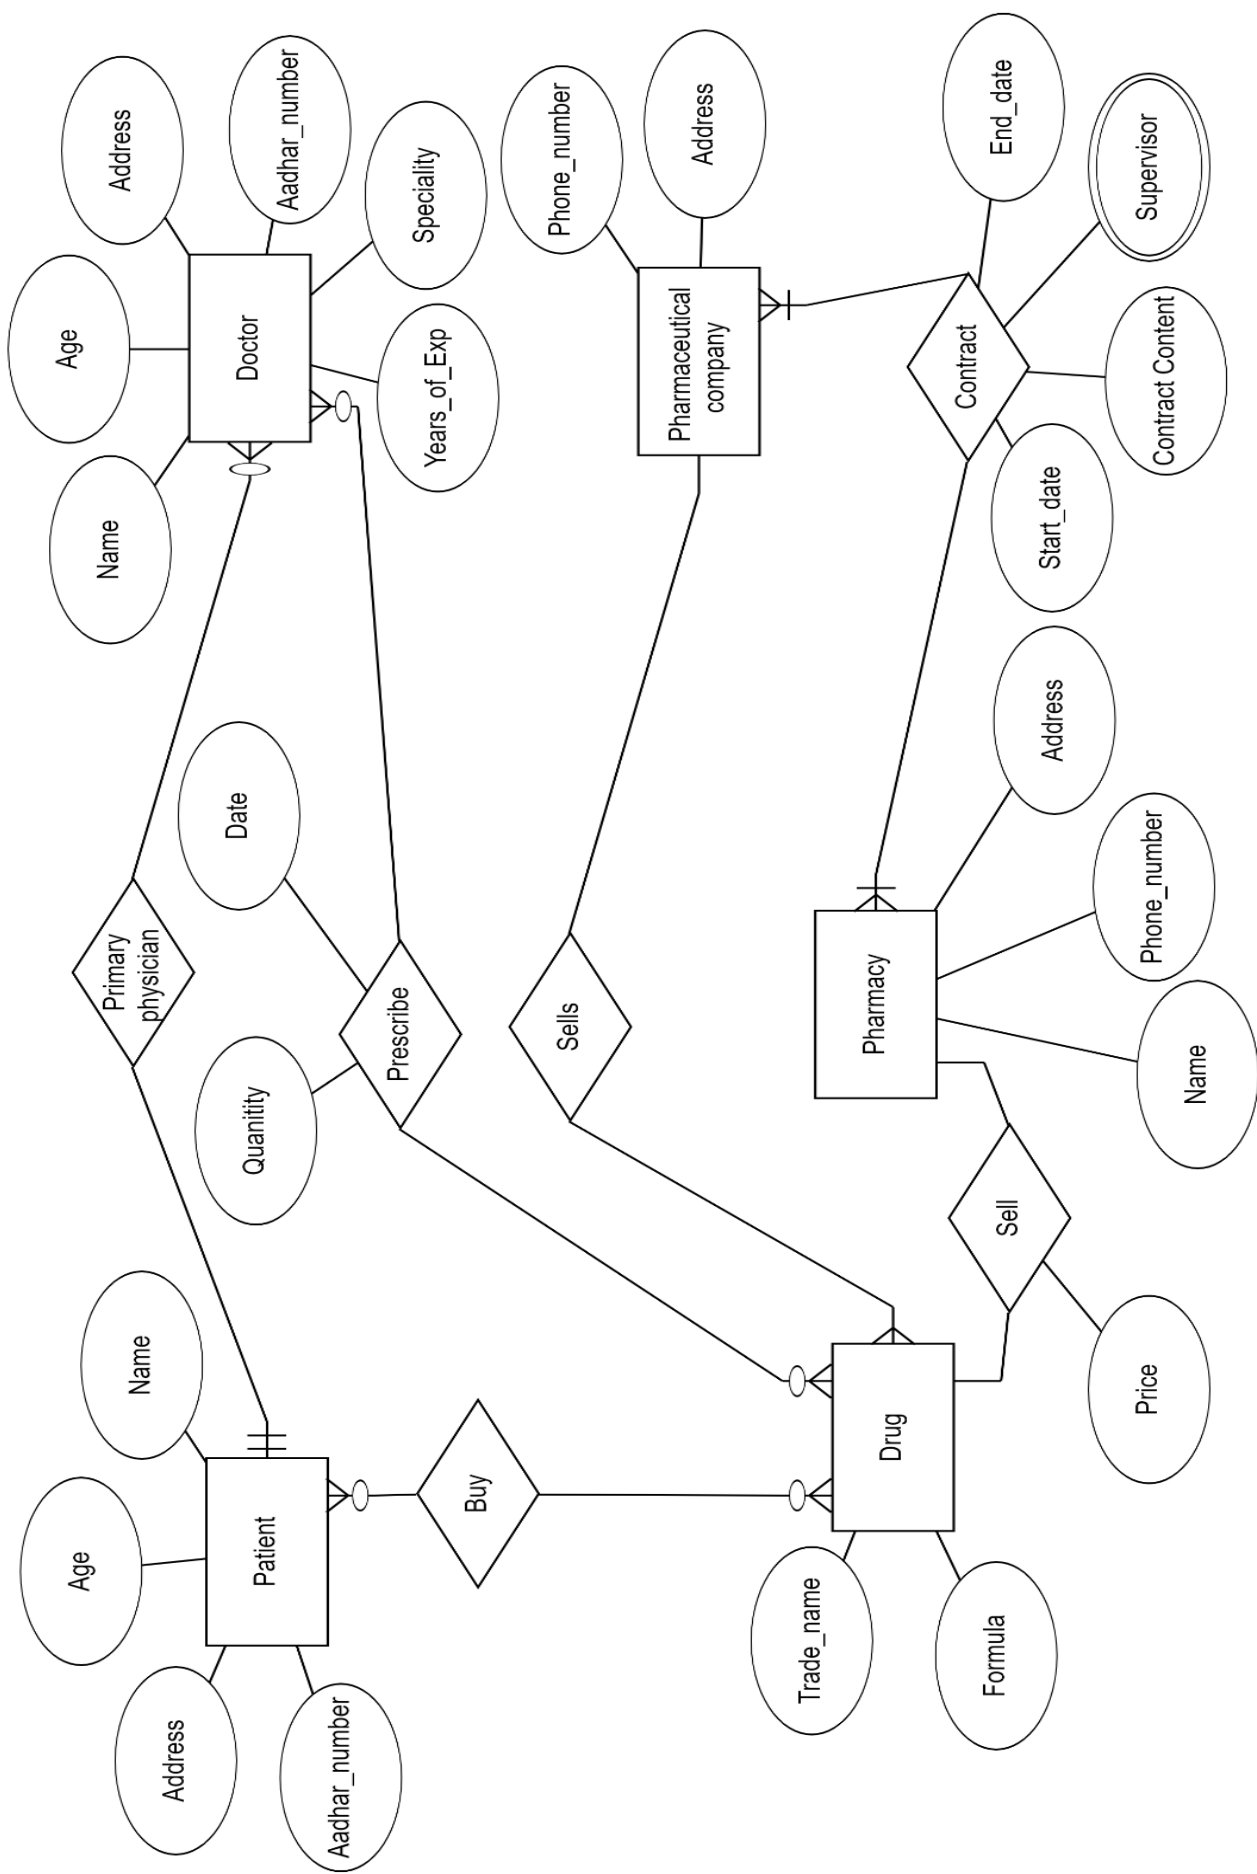 Address
Age
Name
Aadhar_number
Patient
Primary
physician
Name
Age
Address
Doctor
Aadhar_number
Speciality
Years_of_Exp
Quanitity
Date
Prescribe
Buy
Sells
Phone_number
Pharmaceutical
company
Address
Trade_name
Drug
Formula
Pharmacy
Contract
End_date
Sell
Price
Name
Phone_number
Address
Start_date
Contract Content
Supervisor